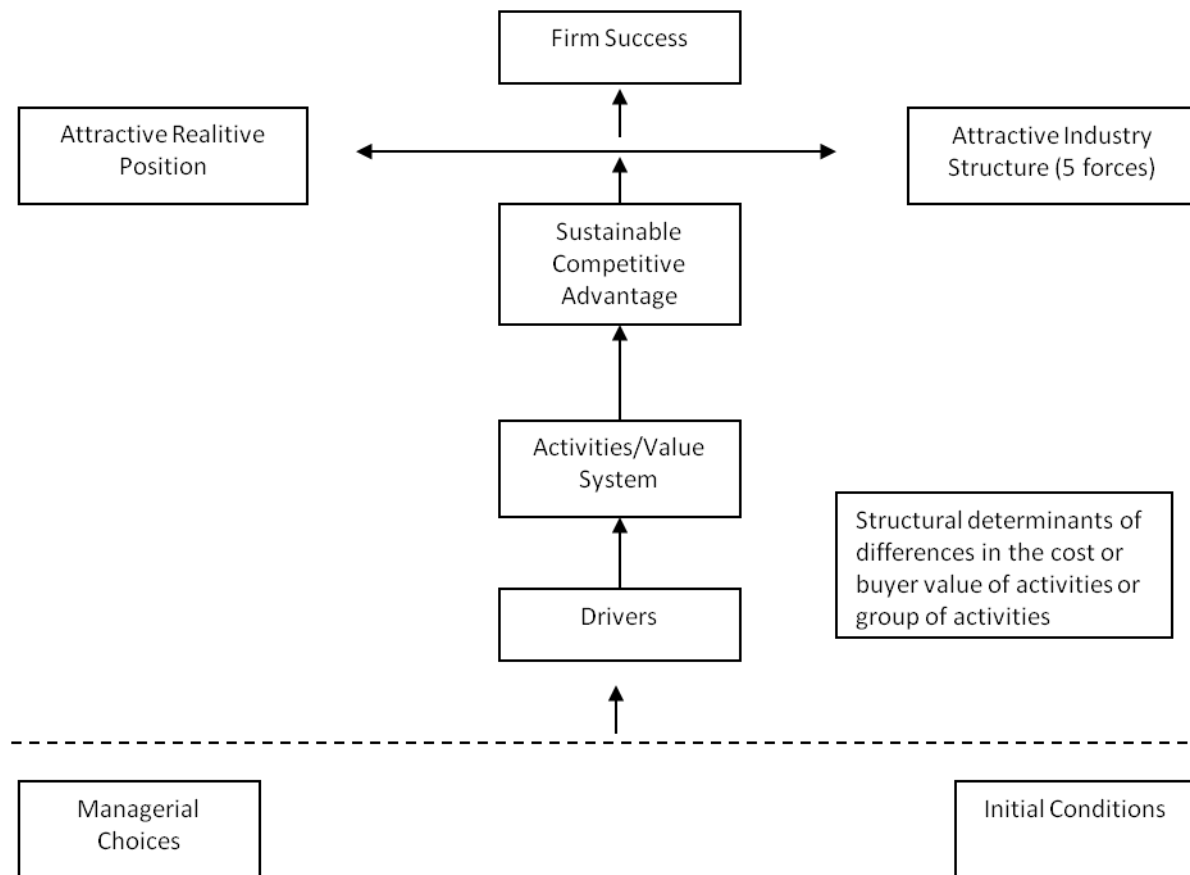 Firm Success
Attractive Realitive
Position
Attractive Industry
Structure (5 forces)
Sustainable
Competitive
Advantage
Activities/Value
System
Structural determinants of
differences in the cost or
buyer value of activities or
group of activities
Drivers
Managerial
Choices
Initial Conditions